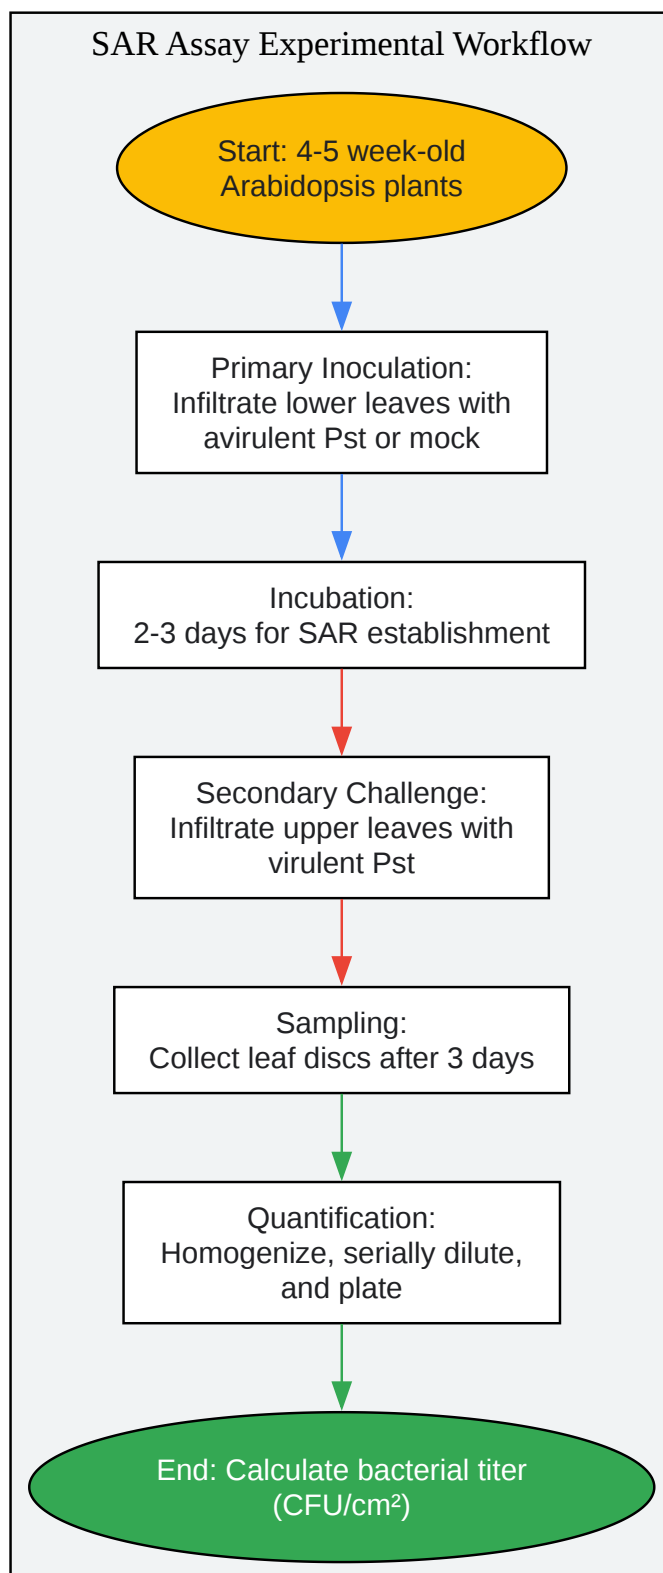 SAR Assay Experimental Workflow
Start: 4-5 week-old
Arabidopsis plants
Primary Inoculation:
Infiltrate lower leaves with
avirulent Pst or mock
Incubation:
2-3 days for SAR establishment
Secondary Challenge:
Infiltrate upper leaves with
virulent Pst
Sampling:
Collect leaf discs after 3 days
Quantification:
Homogenize, serially dilute,
and plate
End: Calculate bacterial titer
(CFU/cm²)